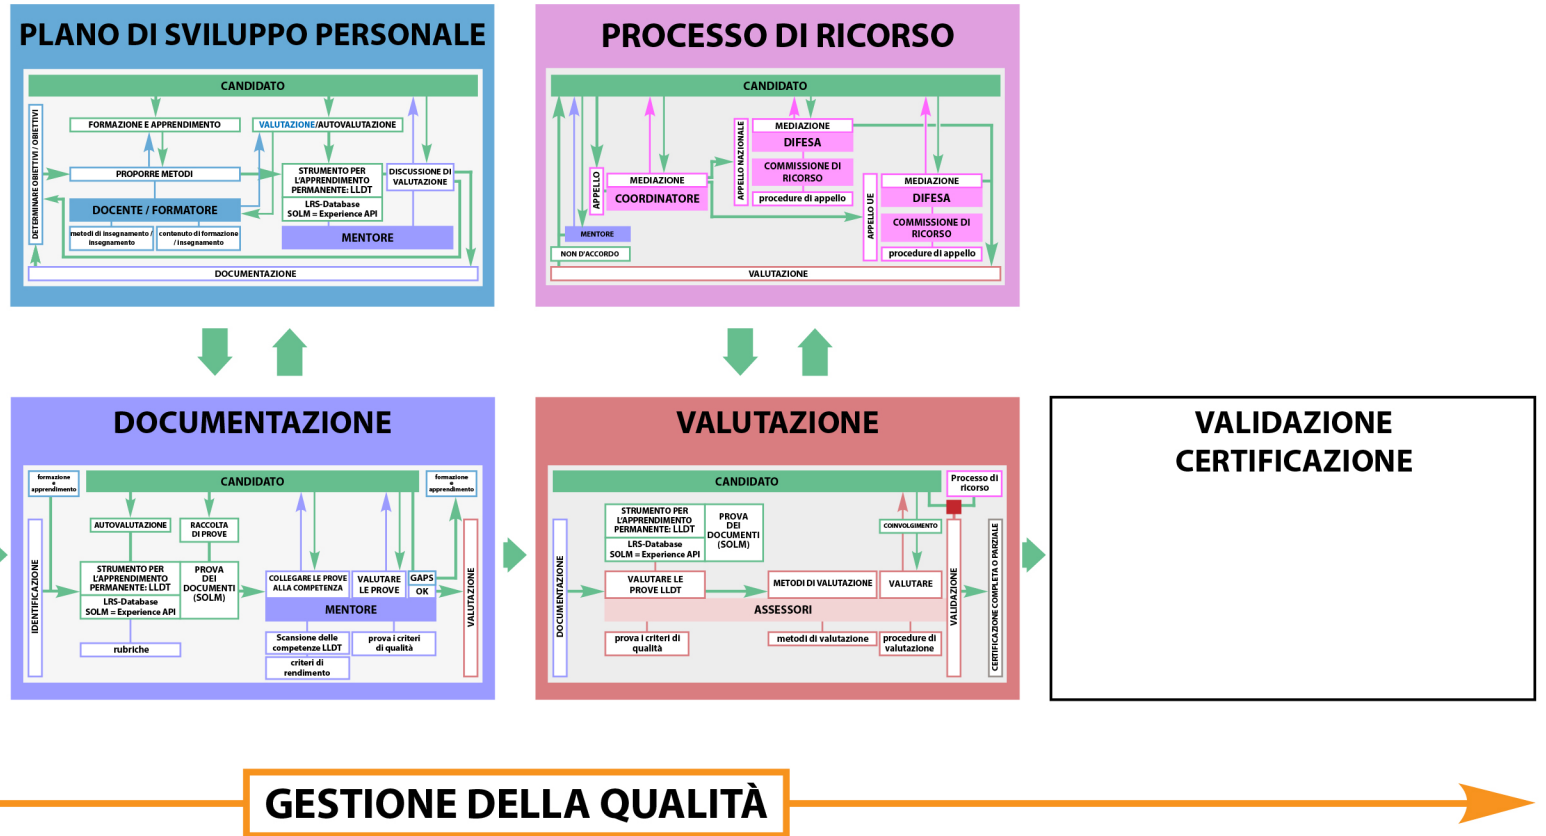 PLANO DI SVILUPPO PERSONALE
CANDIDATO
DETERMINARE OBIETTIVI / OBIETTIVI
FORMAZIONE E APPRENDIMENTO
VALUTAZIONE/AUTOVALUTAZIONE
PROPORRE METODI
STRUMENTO PER
L'APPRENDIMENTO
PERMANENTE: LLDT
LRS-Database
SOLM = Experience API
DISCUSSIONE DI
VALUTAZIONE
DOCENTE / FORMATORE
metodi di insegnamento /
insegnamento
contenuto di formazione
/ insegnamento
MENTORE
DOCUMENTAZIONE
PROCESSO DI RICORSO
CANDIDATO
APPELLO
MEDIAZIONE
COORDINATORE
APPELLO NAZIONALE
MEDIAZIONE
DIFESA
COMMISSIONE DI
RICORSO
procedure di appello
APPELLO UE
MEDIAZIONE
DIFESA
COMMISSIONE DI
RICORSO
procedure di appello
MENTORE
NON D'ACCORDO
VALUTAZIONE
DOCUMENTAZIONE
formazione
e
apprendimento
CANDIDATO
formazione
e
apprendimento
IDENTIFICAZIONE
AUTOVALUTAZIONE
RACCOLTA
DI PROVE
STRUMENTO PER
L'APPRENDIMENTO
PERMANENTE: LLDT
LRS-Database
SOLM = Experience API
PROVA
DEI
DOCUMENTI
(SOLM)
COLLEGARE LE PROVE
ALLA COMPETENZA
VALUTARE
LE PROVE
GAPS
OK
MENTORE
rubriche
Scansione delle
competenze LLDT
criteri di
rendimento
prova i criteri
di qualità
VALUTAZIONE
VALUTAZIONE
CANDIDATO
Processo di
ricorso
DOCUMENTAZIONE
STRUMENTO PER
L'APPRENDIMENTO
PERMANENTE: LLDT
LRS-Database
SOLM = Experience API
PROVA
DEI
DOCUMENTI
(SOLM)
CONVOLGIMENTO
VALUTARE LE
PROVE LLDT
METODI DI VALUTAZIONE
VALUTARE
ASSESSORI
prova i criteri di
qualità
metodi di valutazione
procedure di
valutazione
VALIDAZIONE
CERTIFICAZIONE COMPLETA O PARZIALE
VALIDAZIONE
CERTIFICAZIONE
GESTIONE DELLA QUALITÀ